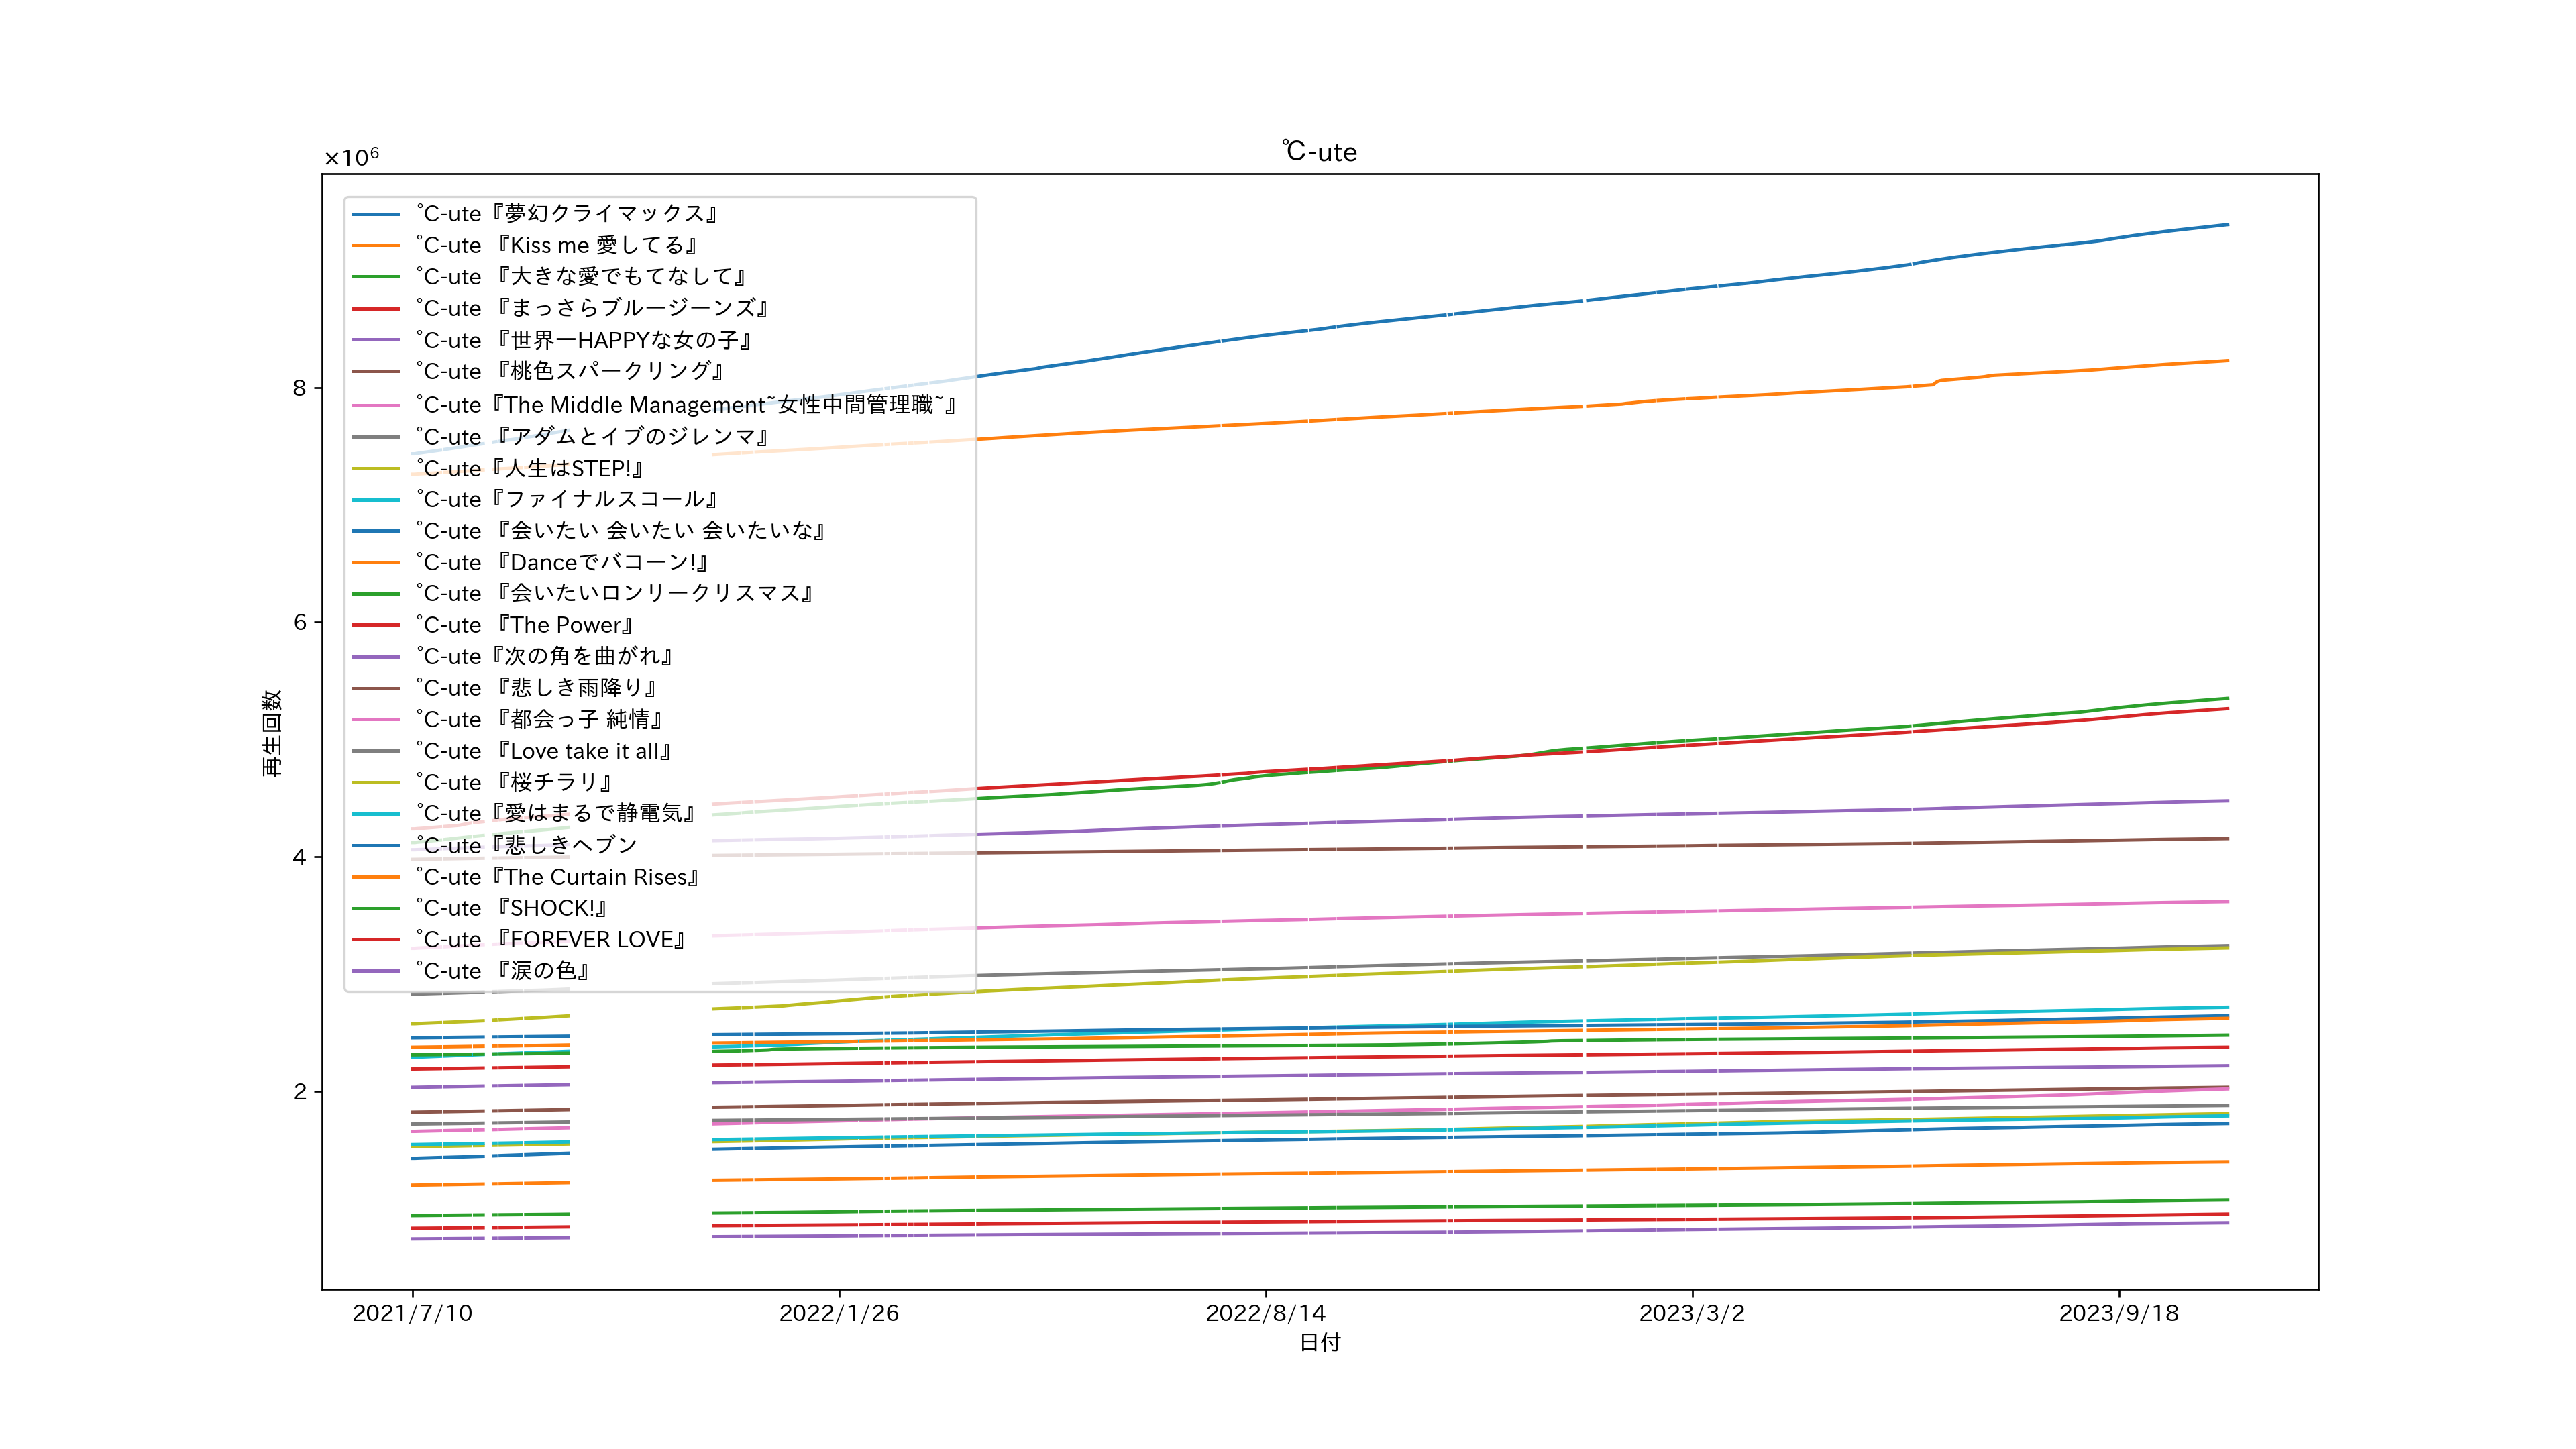 ℃-ute
×10⁶
℃-ute『夢幻クライマックス』
℃-ute 『Kiss me 愛してる』
℃-ute 『大きな愛でもてなして』
℃-ute 『まっさらブルージーンズ』
℃-ute 『世界一HAPPYな女の子』
℃-ute 『桃色スパークリング』
℃-ute『The Middle Management~女性中間管理職~』
℃-ute 『アダムとイブのジレンマ』
℃-ute『人生はSTEP!』
℃-ute『ファイナルスコール』
℃-ute 『会いたい 会いたい 会いたいな』
℃-ute 『Danceでバコーン!』
℃-ute 『会いたいロンリークリスマス』
℃-ute 『The Power』
℃-ute『次の角を曲がれ』
℃-ute 『悲しき雨降り』
℃-ute 『都会っ子 純情』
℃-ute 『Love take it all』
℃-ute 『桜チラリ』
℃-ute『愛はまるで静電気』
℃-ute『悲しきヘブン
℃-ute『The Curtain Rises』
℃-ute 『SHOCK!』
℃-ute 『FOREVER LOVE』
℃-ute 『涙の色』
8
6
4
2
再生回数
2021/7/10
2022/1/26
2022/8/14
2023/3/2
2023/9/18
日付